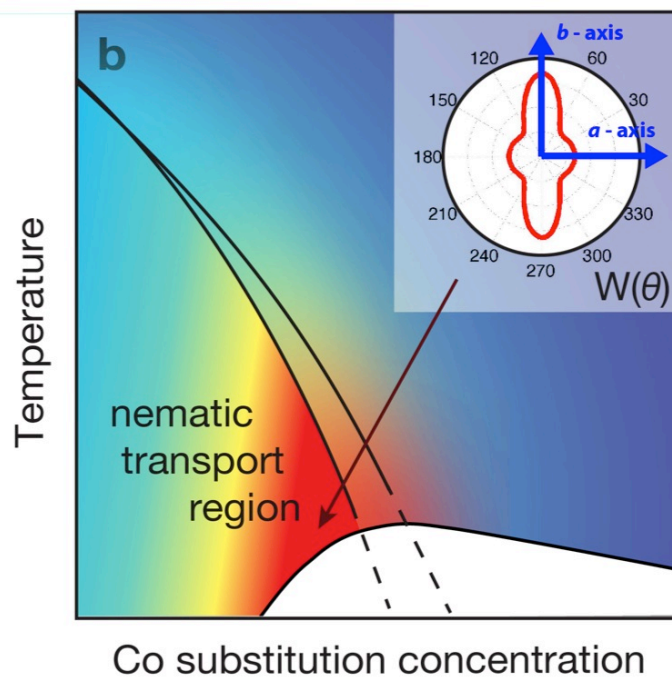 b
b - axis
a - axis
120
60
150
30
180
210
330
240
300
270
W(θ)
nematic
transport
region
Temperature
Co substitution concentration